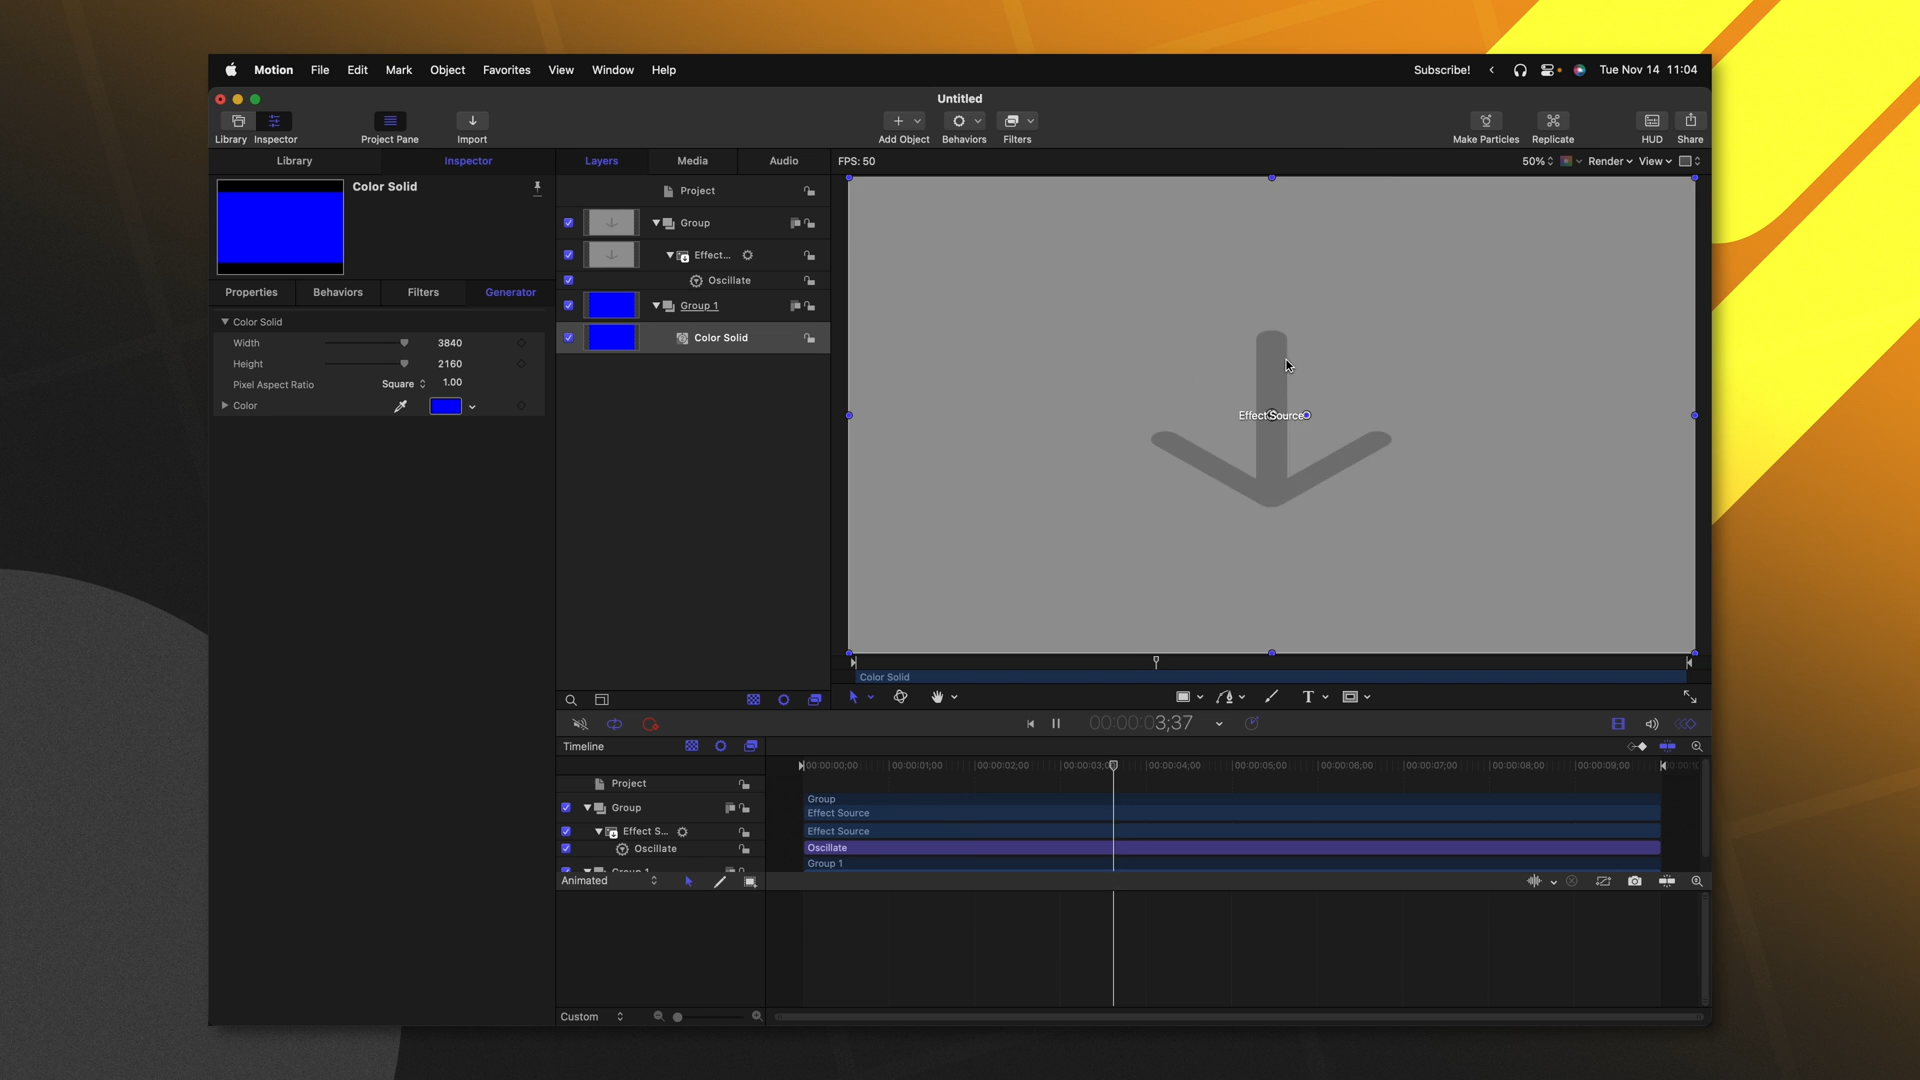 Motion File Edit Mark Object Favorites View Window Help Subscribe! Tue Nov 14 11:04
Untitled
Library Inspector Project Pane Import Add Object Behaviors Filters Make Particles Replicate HUD Share
Library Inspector Layers Media Audio FPS: 50 50% Render View
Color Solid
Project
Group
Effect...
Oscillate
Group 1
Color Solid
Properties Behaviors Filters Generator
Color Solid
Width 3840
Height 2160
Pixel Aspect Ratio Square 1.00
Color
Effect Source
Color Solid
T
00:00:03;37
Timeline
00:00:00;00 00:00:01;00 00:00:02;00 00:00:04;00 00:00:05;00 00:00:06;00 00:00:07;00 00:00:08;00 00:00:09;00
Project
Group Group
Effect Source
Effect S... Effect Source
Oscillate Oscillate
Group 1 Group 1
Animated
Custom